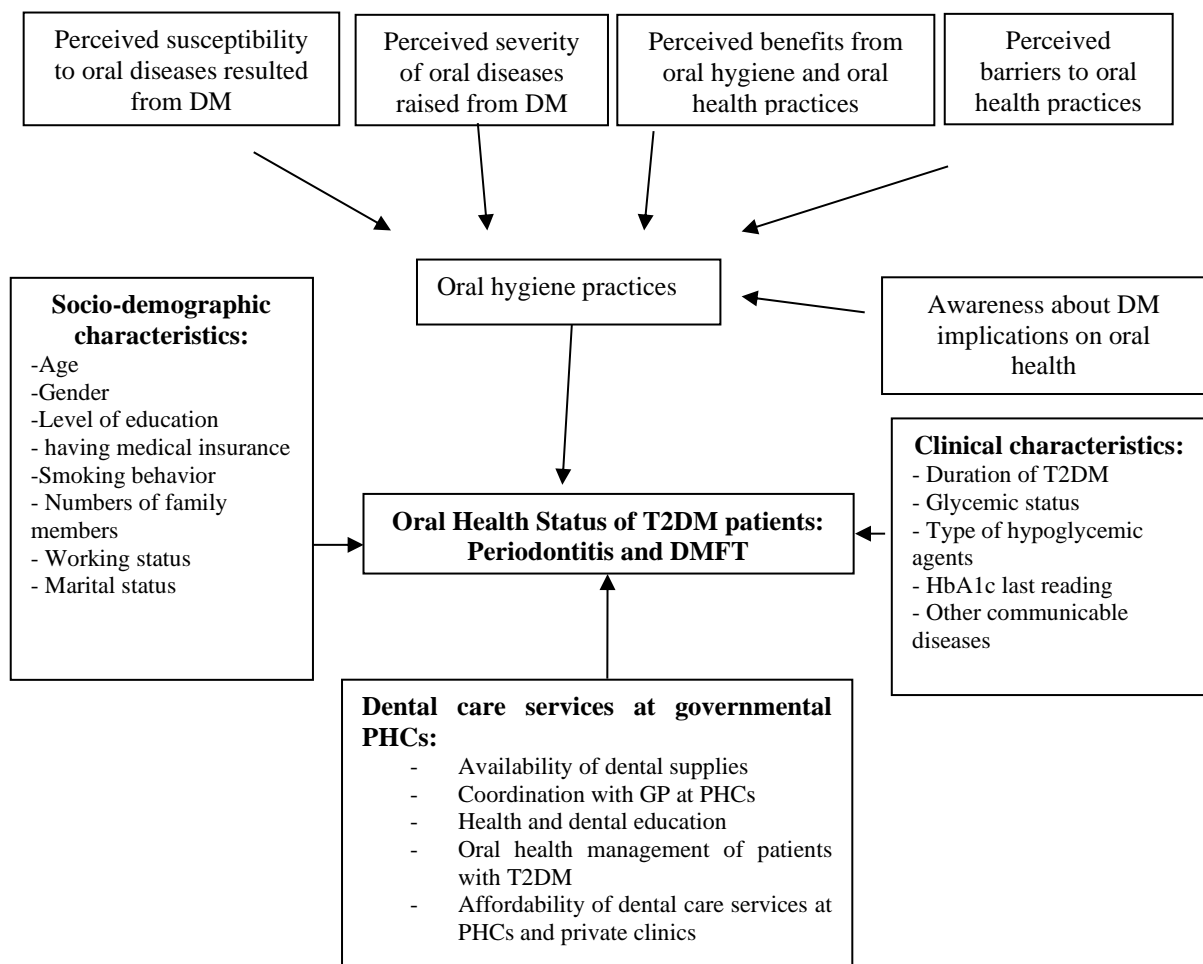 Perceived susceptibility
to oral diseases resulted
from DM
Perceived severity
of oral diseases
raised from DM
Perceived benefits from
oral hygiene and oral
health practices
Perceived
barriers to oral
health practices
Oral hygiene practices
Socio-demographic
characteristics:
-Age
-Gender
-Level of education
- having medical insurance
-Smoking behavior
- Numbers of family
members
- Working status
- Marital status
Awareness about DM
implications on oral
health
Clinical characteristics:
- Duration of T2DM
- Glycemic status
- Type of hypoglycemic
agents
- HbA1c last reading
- Other communicable
diseases
Oral Health Status of T2DM patients:
Periodontitis and DMFT
Dental care services at governmental
PHCs:
- Availability of dental supplies
- Coordination with GP at PHCs
- Health and dental education
- Oral health management of patients
with T2DM
- Affordability of dental care services at
PHCs and private clinics